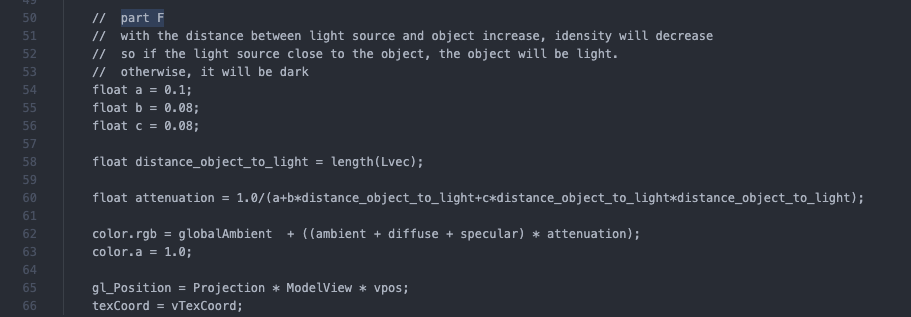 50 // part F
51 // with the distance between light source and object increase, idensity will decrease
52 // so if the light source close to the object, the object will be light.
53 // otherwise, it will be dark
54 float a = 0.1;
55 float b = 0.08;
56 float c = 0.08;
57
58 float distance_object_to_light = length(Lvec);
59
60 float attenuation = 1.0/(a+b*distance_object_to_light+c*distance_object_to_light*distance_object_to_light);
61
62 color.rgb = globalAmbient  + ((ambient + diffuse + specular) * attenuation);
63 color.a = 1.0;
64
65 gl_Position = Projection * ModelView * vpos;
66 texCoord = vTexCoord;